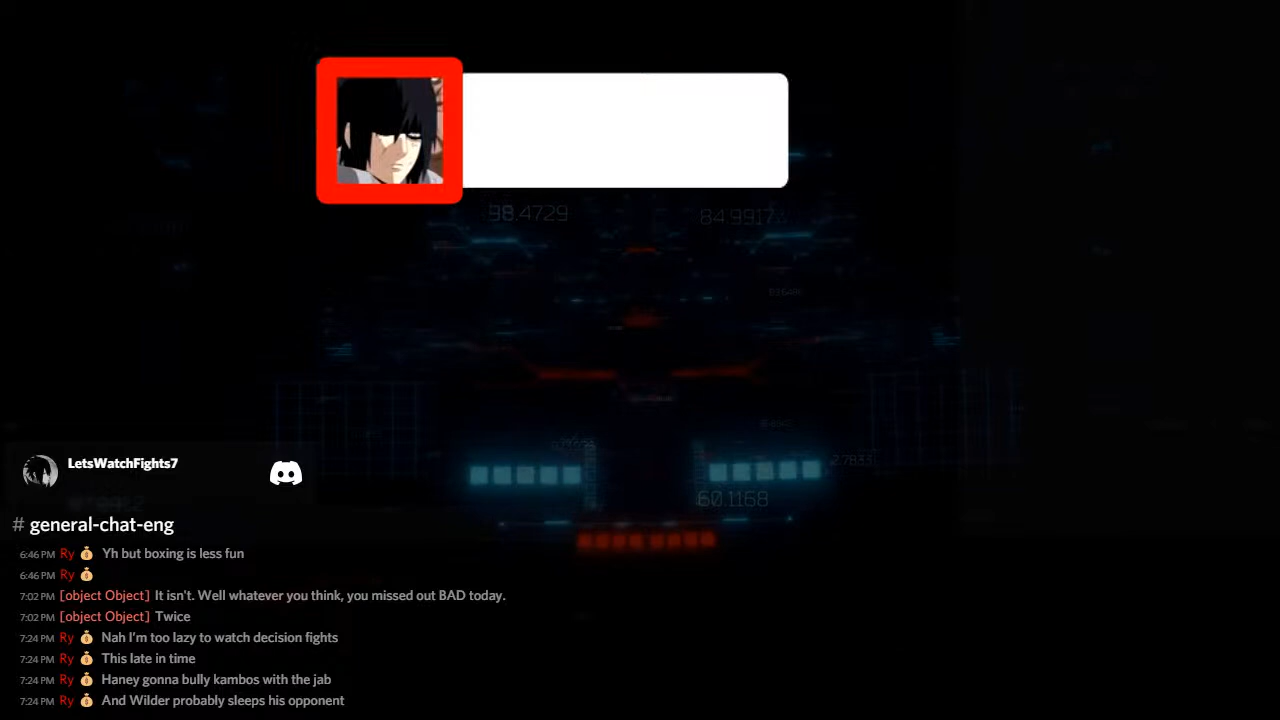 98.4729
84.9917
2.7833
60.1168
LetsWatchFights7
# general-chat-eng
6:46 PM Ry 💰 Yh but boxing is less fun
6:46 PM Ry 💰
7:02 PM [object Object] It isn't. Well whatever you think, you missed out BAD today.
7:02 PM [object Object] Twice
7:24 PM Ry 💰 Nah I'm too lazy to watch decision fights
7:24 PM Ry 💰 This late in time
7:24 PM Ry 💰 Haney gonna bully kambos with the jab
7:24 PM Ry 💰 And Wilder probably sleeps his opponent